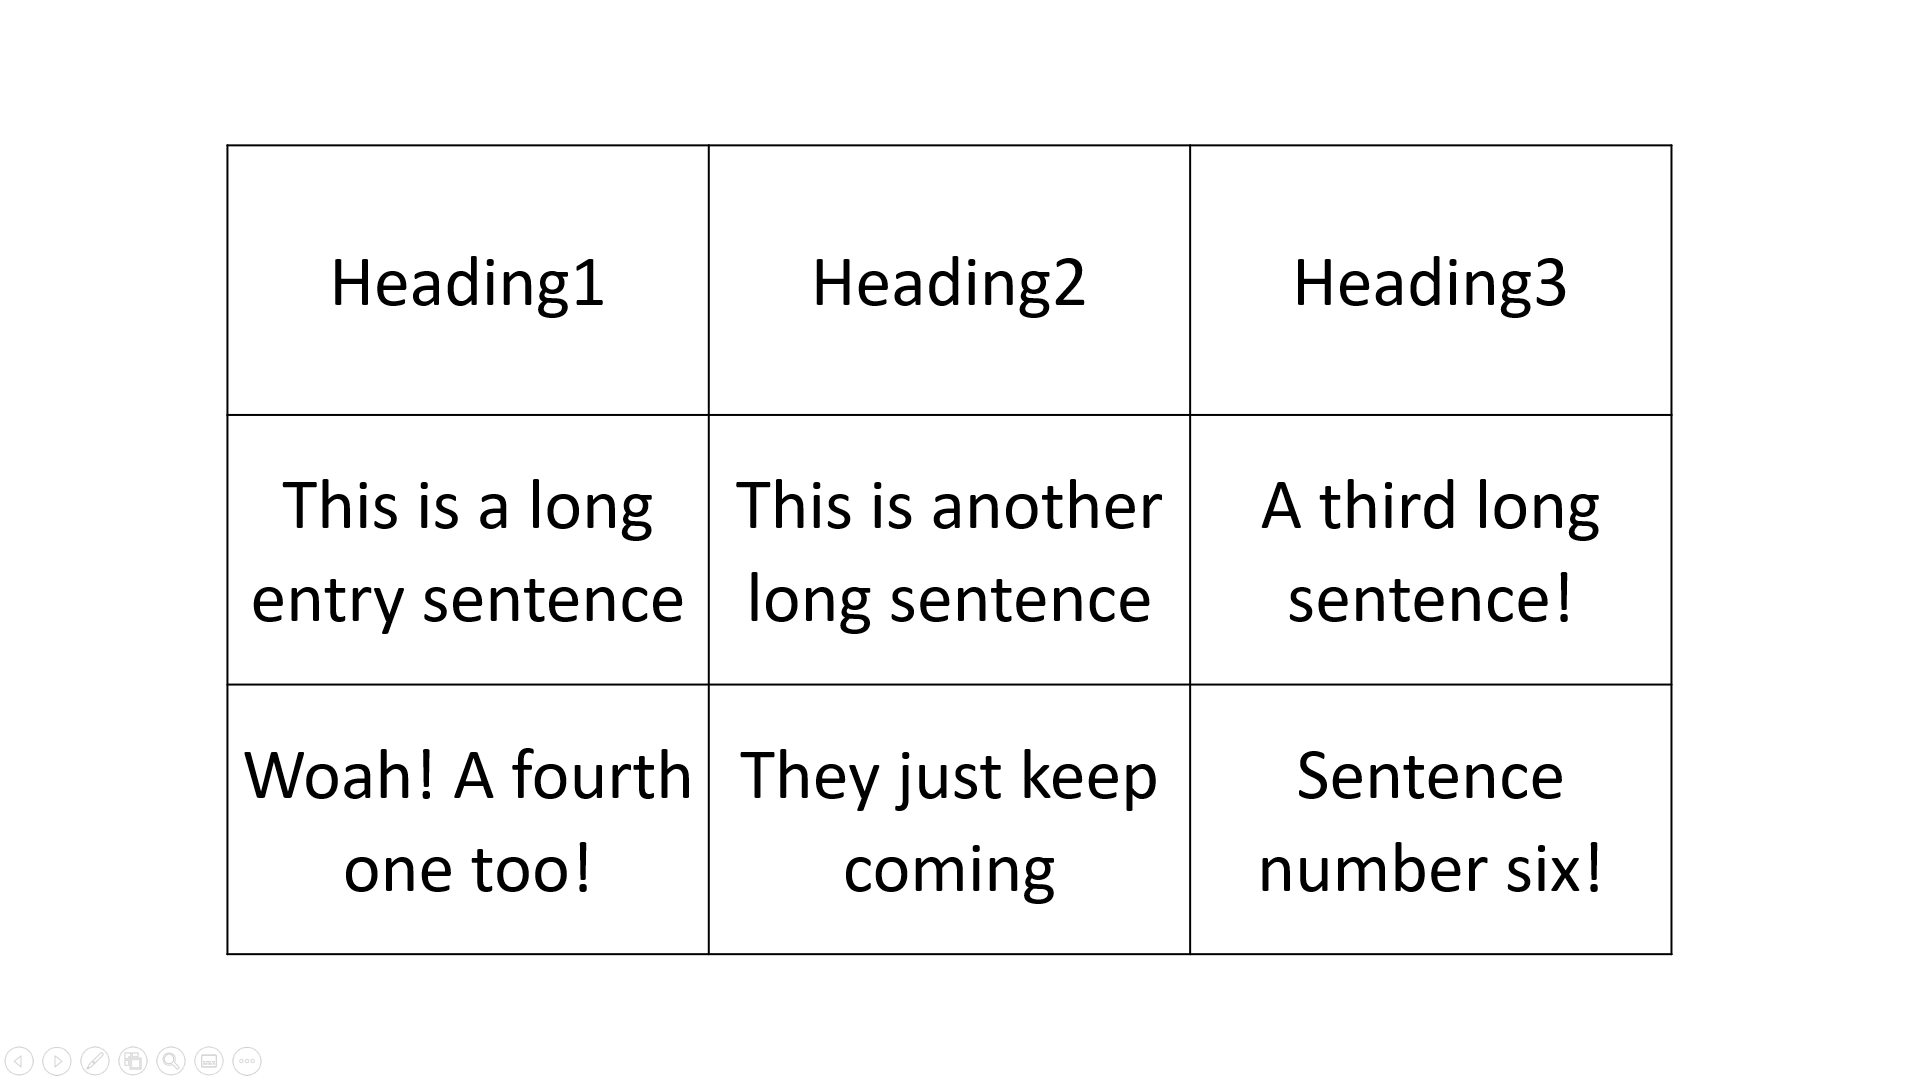 Heading1 Heading2 Heading3
This is a long
entry sentence
This is another
long sentence
A third long
sentence!
Woah! A fourth
one too!
They just keep
coming
Sentence
number six!